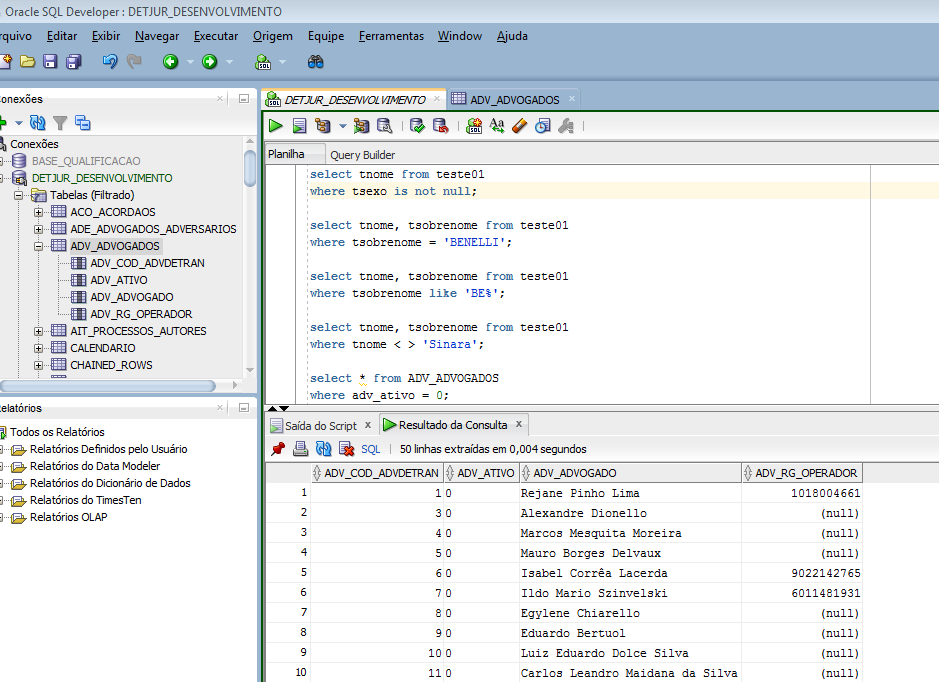 Oracle SQL Developer : DETJUR_DESENVOLVIMENTO
rquivo Editar Exibir Navegar Executar Origem Equipe Ferramentas Window Ajuda
onexões
DETJUR_DESENVOLVIMENTO
ADV_ADVOGADOS
Conexões
BASE_QUALIFICACAO
DETJUR_DESENVOLVIMENTO
Tabelas (Filtrado)
ACO_ACORDAOS
ADE_ADVOGADOS_ADVERSARIOS
ADV_ADVOGADOS
ADV_COD_ADVDETRAN
ADV_ATIVO
ADV_ADVOGADO
ADV_RG_OPERADOR
AIT_PROCESSOS_AUTORES
CALENDARIO
CHAINED_ROWS
Planilha Query Builder
select tnome from teste01
where tsexo is not null;
select tnome, tsobrenome from teste01
where tsobrenome = 'BENELLI';
select tnome, tsobrenome from teste01
where tsobrenome like 'BE%';
select tnome, tsobrenome from teste01
where tnome < > 'Sinara';
select * from ADV_ADVOGADOS
where adv_ativo = 0;
elatórios
Todos os Relatórios
Relatórios Definidos pelo Usuário
Relatórios do Data Modeler
Relatórios do Dicionário de Dados
Relatórios do TimesTen
Relatórios OLAP
Saída do Script x Resultado da Consulta x
SQL | 50 linhas extraídas em 0,004 segundos
ADV_COD_ADVDETRAN ADV_ATIVO ADV_ADVOGADO ADV_RG_OPERADOR
1 1 0 Rejane Pinho Lima 1018004661
2 3 0 Alexandre Dionello (null)
3 4 0 Marcos Mesquita Moreira (null)
4 5 0 Mauro Borges Delvaux (null)
5 6 0 Isabel Corrêa Lacerda 9022142765
6 7 0 Ildo Mario Szinvelski 6011481931
7 8 0 Egylene Chiarello (null)
8 9 0 Eduardo Bertuol (null)
9 10 0 Luiz Eduardo Dolce Silva (null)
10 11 0 Carlos Leandro Maidana da Silva (null)